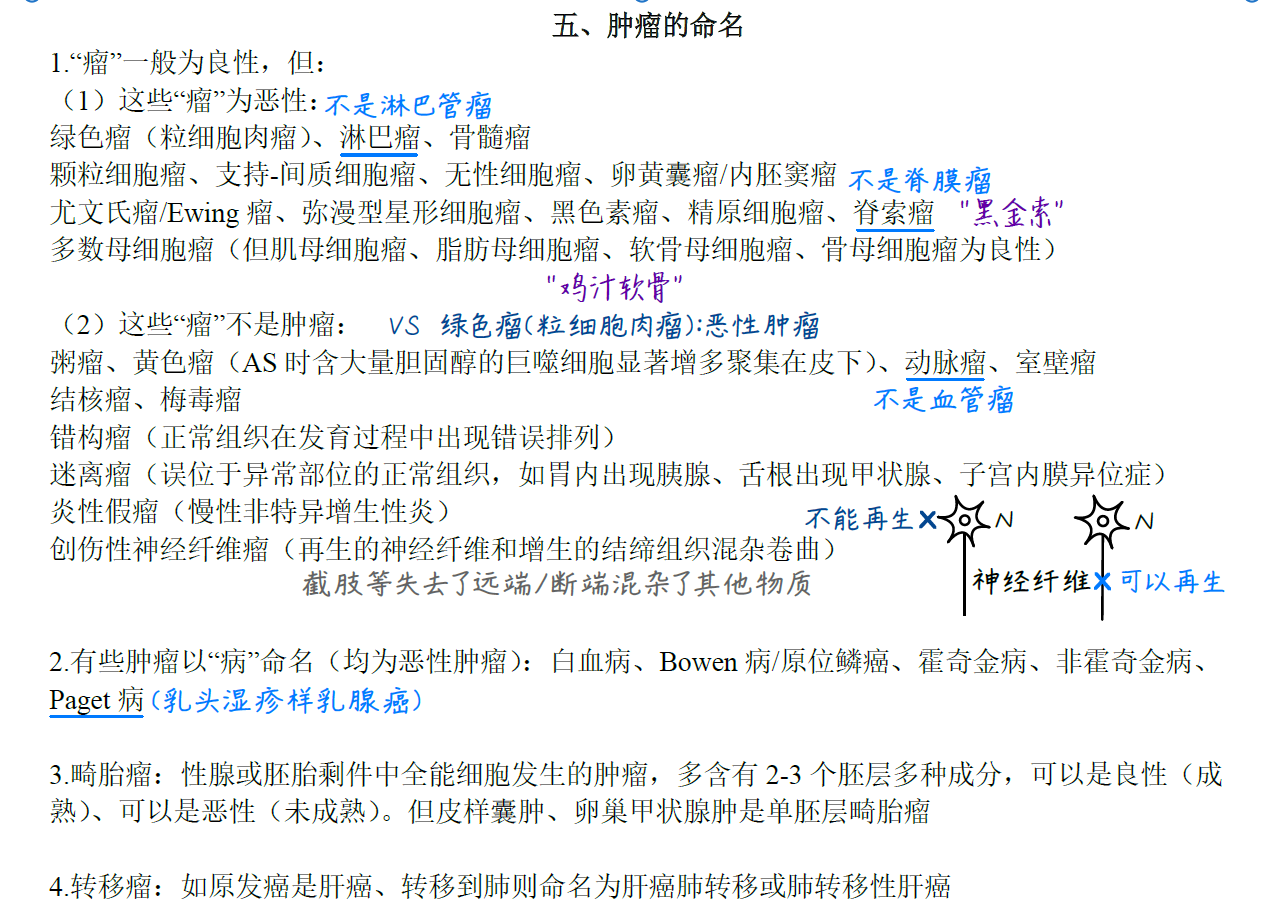 五、肿瘤的命名
1.“瘤”一般为良性，但：
（1）这些“瘤”为恶性：不是淋巴管瘤
绿色瘤（粒细胞肉瘤）、淋巴瘤、骨髓瘤
颗粒细胞瘤、支持-间质细胞瘤、无性细胞瘤、卵黄囊瘤/内胚窦瘤 不是脊膜瘤
尤文氏瘤/Ewing 瘤、弥漫型星形细胞瘤、黑色素瘤、精原细胞瘤、脊索瘤 "黑金索"
多数母细胞瘤（但肌母细胞瘤、脂肪母细胞瘤、软骨母细胞瘤、骨母细胞瘤为良性）
"鸡汁软骨"
（2）这些“瘤”不是肿瘤： VS 绿色瘤(粒细胞肉瘤):恶性肿瘤
粥瘤、黄色瘤（AS 时含大量胆固醇的巨噬细胞显著增多聚集在皮下）、动脉瘤、室壁瘤
结核瘤、梅毒瘤 不是血管瘤
错构瘤（正常组织在发育过程中出现错误排列）
迷离瘤（误位于异常部位的正常组织，如胃内出现胰腺、舌根出现甲状腺、子宫内膜异位症）
炎性假瘤（慢性非特异增生性炎） 不能再生 N N
创伤性神经纤维瘤（再生的神经纤维和增生的结缔组织混杂卷曲）
截肢等失去了远端/断端混杂了其他物质 神经纤维 可以再生
2.有些肿瘤以“病”命名（均为恶性肿瘤）：白血病、Bowen 病/原位鳞癌、霍奇金病、非霍奇金病、
Paget 病(乳头湿疹样乳腺癌)
3.畸胎瘤：性腺或胚胎剩件中全能细胞发生的肿瘤，多含有 2-3 个胚层多种成分，可以是良性（成
熟）、可以是恶性（未成熟）。但皮样囊肿、卵巢甲状腺肿是单胚层畸胎瘤
4.转移瘤：如原发癌是肝癌、转移到肺则命名为肝癌肺转移或肺转移性肝癌